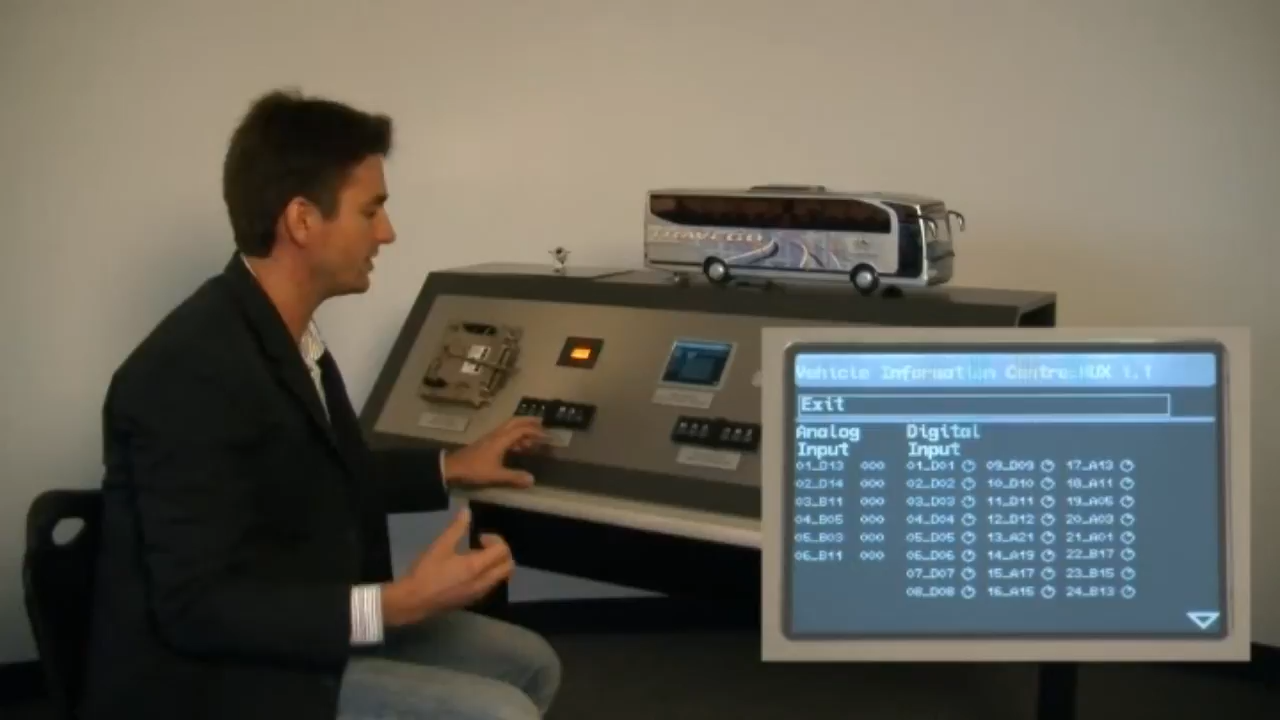 TRAVEGO
Vehicle Information Centre:MUX 1.1
Exit
Analog Digital
Input Input
01_D13 000 01_D01 09_D09 17_A13
02_D14 000 02_D02 10_D10 18_A11
03_B11 000 03_D03 11_D11 19_A05
04_B05 000 04_D04 12_D12 20_A03
05_B03 000 05_D05 13_A21 21_A01
06_B11 000 06_D06 14_A19 22_B17
07_D07 15_A17 23_B15
08_D08 16_A15 24_B13